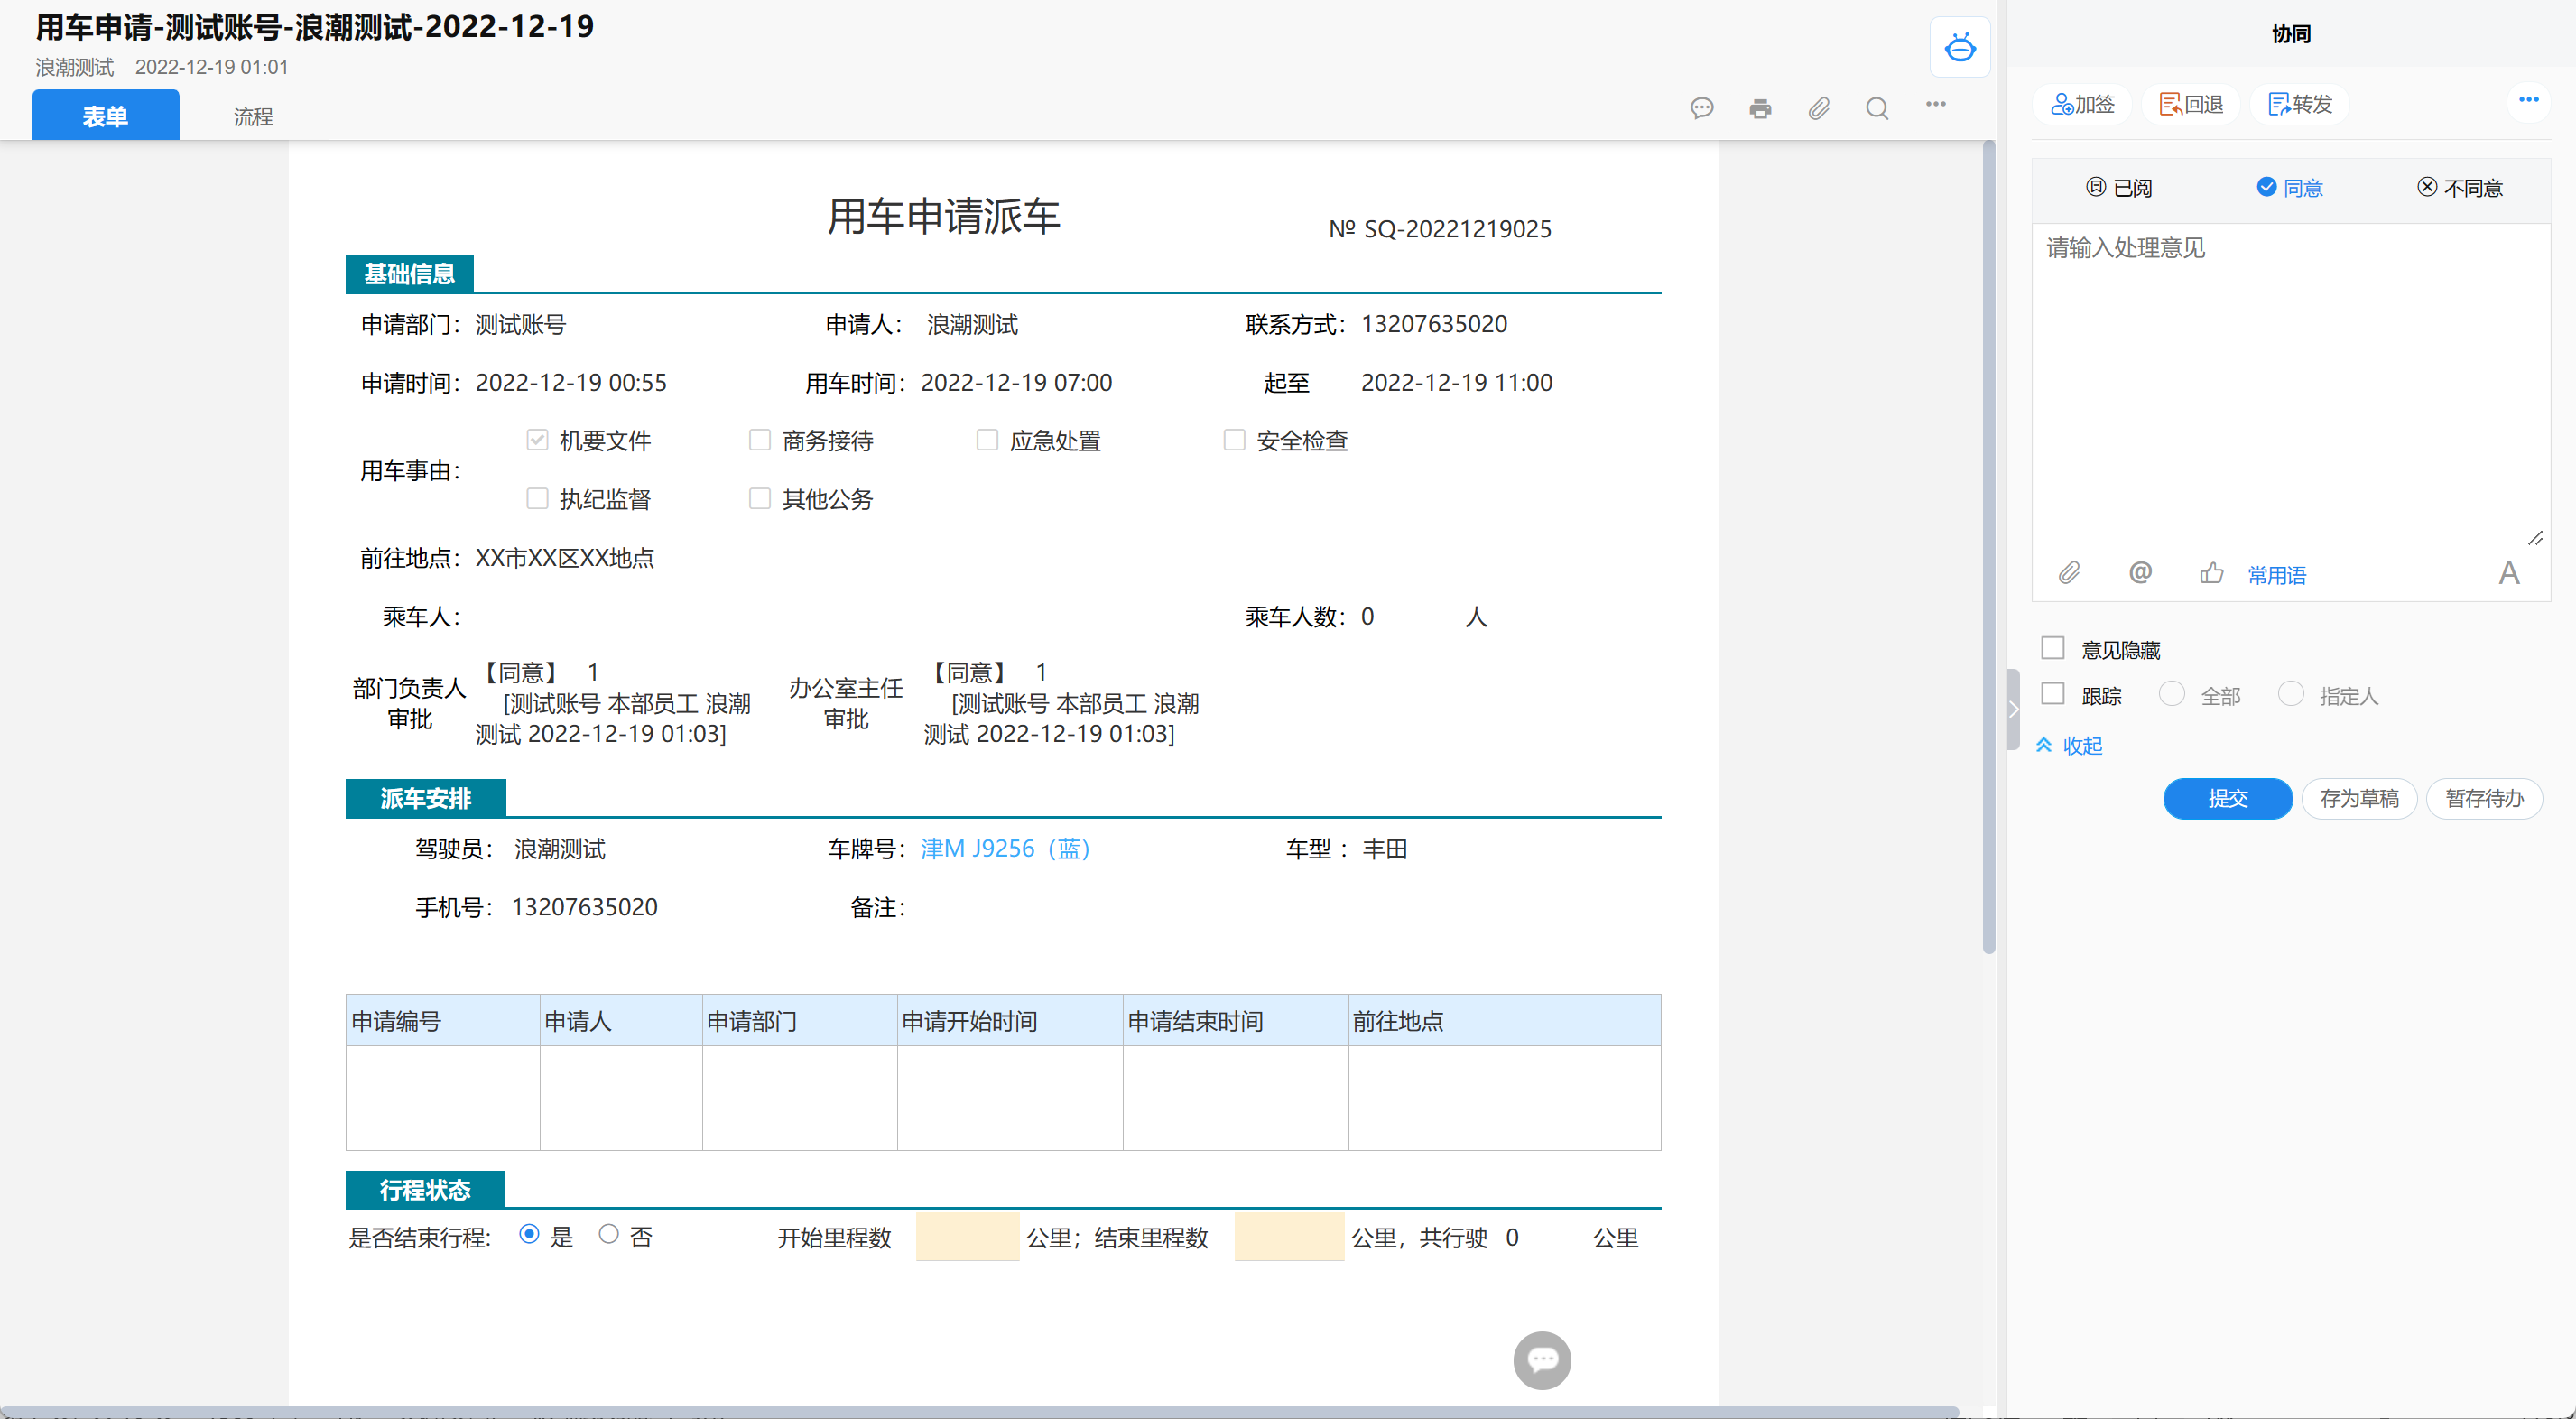 用车申请-测试账号-浪潮测试-2022-12-19
浪潮测试 2022-12-19 01:01
表单 流程
用车申请派车
№ SQ-20221219025
基础信息
申请部门： 测试账号 申请人： 浪潮测试 联系方式： 13207635020
申请时间： 2022-12-19 00:55 用车时间： 2022-12-19 07:00 起至 2022-12-19 11:00
用车事由：
机要文件 商务接待 应急处置 安全检查
执纪监督 其他公务
前往地点： XX市XX区XX地点
乘车人： 乘车人数： 0 人
部门负责人
审批
【同意】 1
[测试账号 本部员工 浪潮
测试 2022-12-19 01:03]
办公室主任
审批
【同意】 1
[测试账号 本部员工 浪潮
测试 2022-12-19 01:03]
派车安排
驾驶员： 浪潮测试 车牌号： 津M J9256（蓝） 车型 ： 丰田
手机号： 13207635020 备注：
申请编号 申请人 申请部门 申请开始时间 申请结束时间 前往地点
行程状态
是否结束行程: 是 否 开始里程数 公里；结束里程数 公里，共行驶 0 公里
协同
加签 回退 转发
已阅 同意 不同意
请输入处理意见
@ 常用语 A
意见隐藏
跟踪 全部 指定人
收起
提交 存为草稿 暂存待办